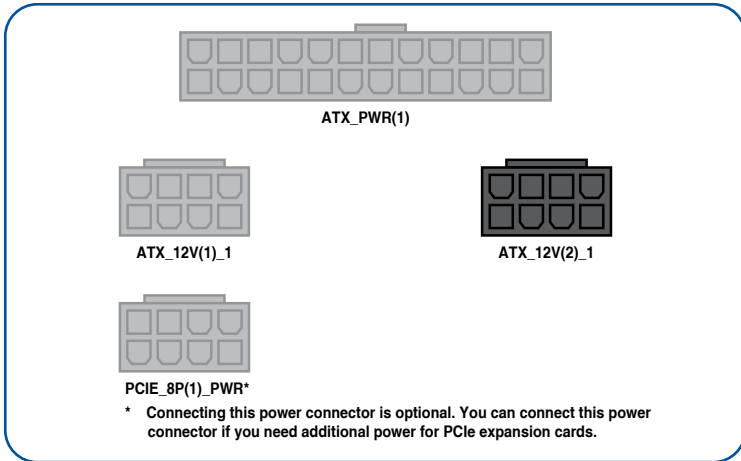 ATX_PWR(1)
ATX_12V(1)_1
ATX_12V(2)_1
PCIE_8P(1)_PWR*
* Connecting this power connector is optional. You can connect this power
connector if you need additional power for PCIe expansion cards.